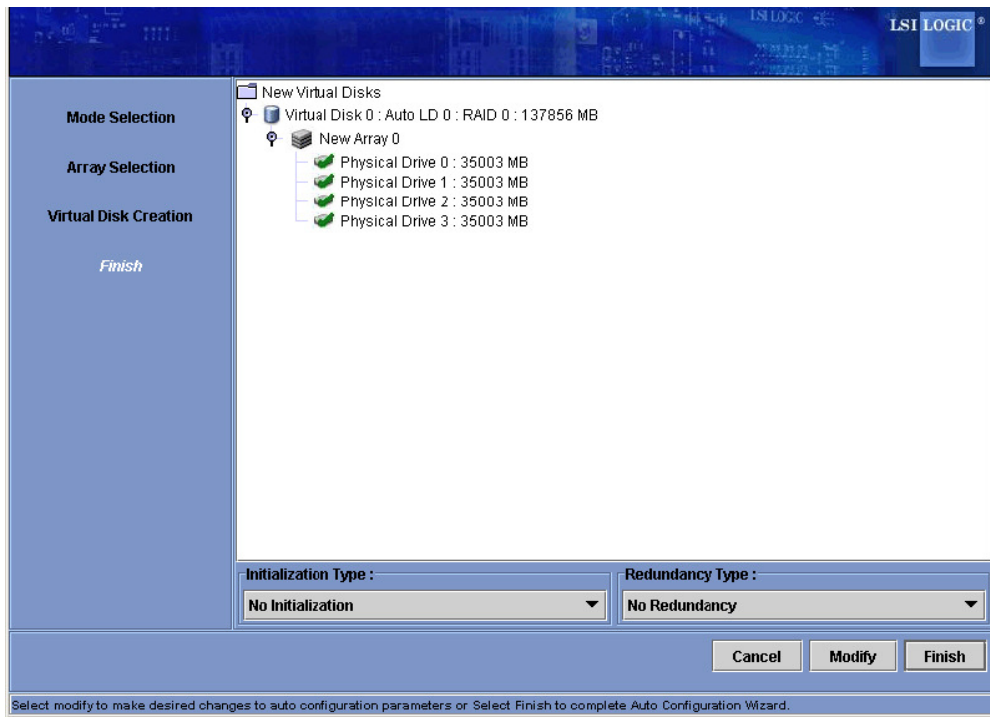 LSI LOGIC
LSI LOGIC ®
Mode Selection
Array Selection
Virtual Disk Creation
Finish
New Virtual Disks
Virtual Disk 0 : Auto LD 0 : RAID 0 : 137856 MB
New Array 0
Physical Drive 0 : 35003 MB
Physical Drive 1 : 35003 MB
Physical Drive 2 : 35003 MB
Physical Drive 3 : 35003 MB
Initialization Type :
No Initialization
Redundancy Type :
No Redundancy
Cancel
Modify
Finish
Select modify to make desired changes to auto configuration parameters or Select Finish to complete Auto Configuration Wizard.